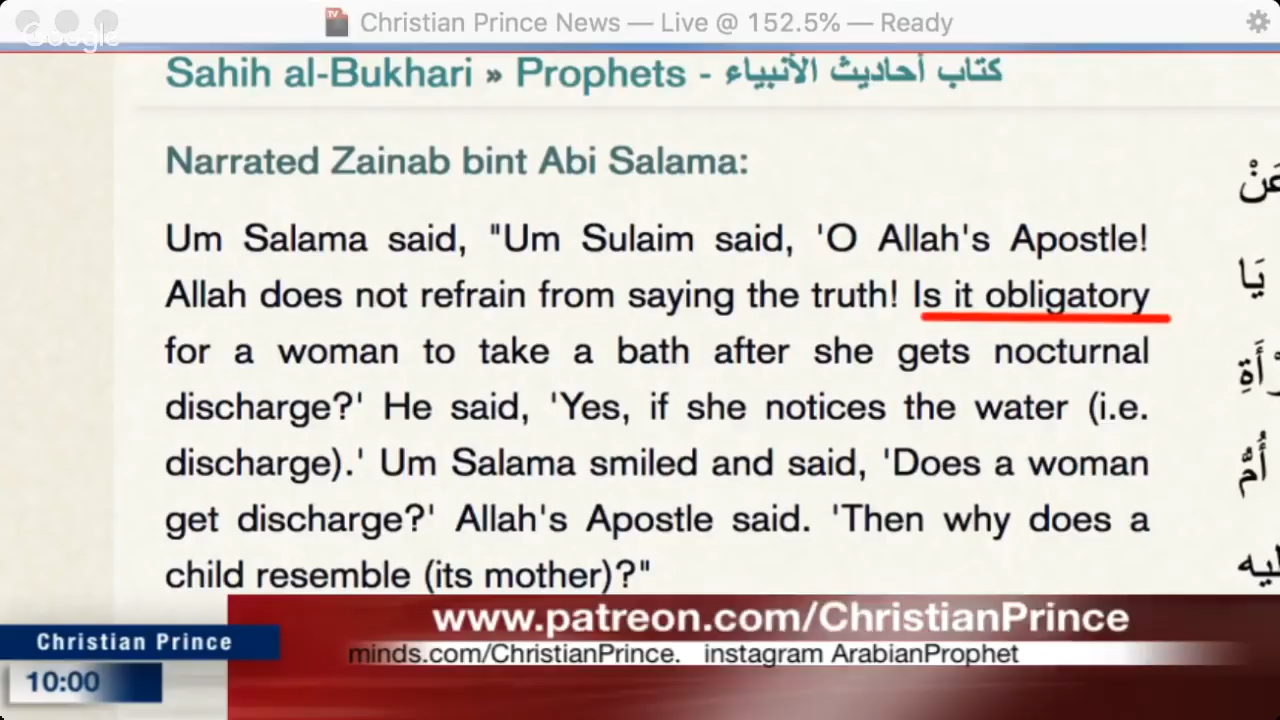 Christian Prince News — Live @ 152.5% — Ready
Google
Sahih al-Bukhari » Prophets - كتاب أحاديث الأنبياء
Narrated Zainab bint Abi Salama:
عَنْ
Um Salama said, "Um Sulaim said, 'O Allah's Apostle!
Allah does not refrain from saying the truth! Is it obligatory
يَا
for a woman to take a bath after she gets nocturnal
discharge?' He said, 'Yes, if she notices the water (i.e.
discharge).' Um Salama smiled and said, 'Does a woman
أُمُّ
get discharge?' Allah's Apostle said. 'Then why does a
child resemble (its mother)?"
www.patreon.com/ChristianPrince
Christian Prince
minds.com/ChristianPrince. instagram ArabianProphet
10:00